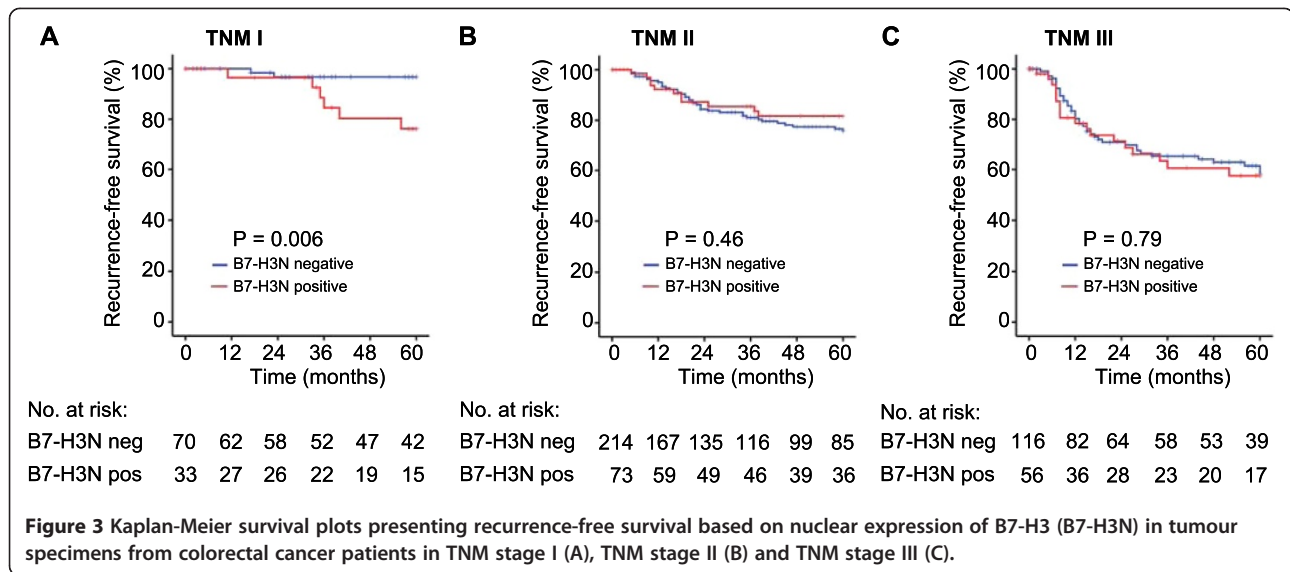 A
TNM I
Recurrence-free survival (%)
100
80
60
40
20
0
P = 0.006
B7-H3N negative
B7-H3N positive
0 12 24 36 48 60
Time (months)
No. at risk:
B7-H3N neg 70 62 58 52 47 42
B7-H3N pos 33 27 26 22 19 15
B
TNM II
Recurrence-free survival (%)
100
80
60
40
20
0
P = 0.46
B7-H3N negative
B7-H3N positive
0 12 24 36 48 60
Time (months)
No. at risk:
B7-H3N neg 214 167 135 116 99 85
B7-H3N pos 73 59 49 46 39 36
C
TNM III
Recurrence-free survival (%)
100
80
60
40
20
0
P = 0.79
B7-H3N negative
B7-H3N positive
0 12 24 36 48 60
Time (months)
No. at risk:
B7-H3N neg 116 82 64 58 53 39
B7-H3N pos 56 36 28 23 20 17
Figure 3 Kaplan-Meier survival plots presenting recurrence-free survival based on nuclear expression of B7-H3 (B7-H3N) in tumour
specimens from colorectal cancer patients in TNM stage I (A), TNM stage II (B) and TNM stage III (C).